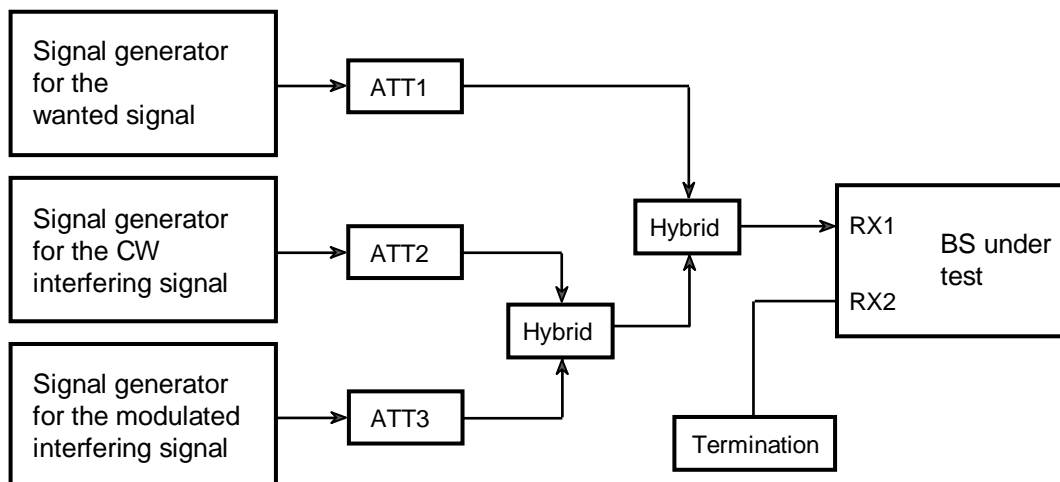 Signal generator
for the
wanted signal
ATT1
Signal generator
for the CW
interfering signal
ATT2
Hybrid
Hybrid
Signal generator
for the modulated
interfering signal
ATT3
RX1
RX2
BS under
test
Termination